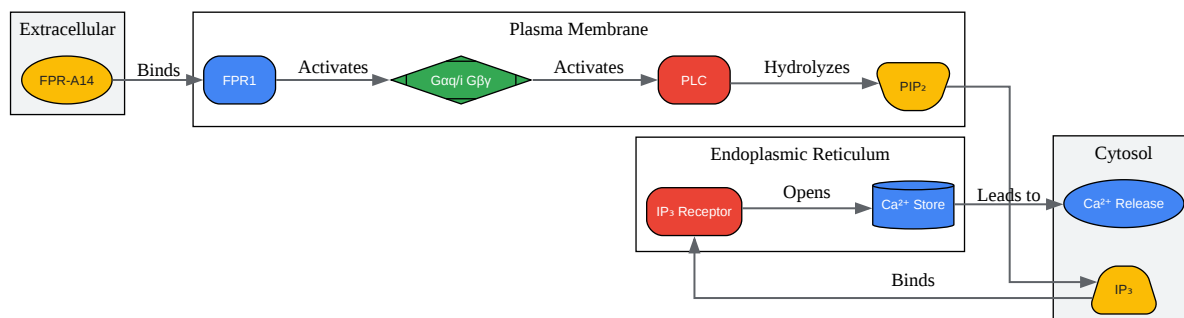 Extracellular
Plasma Membrane
FPR-A14
Binds
FPR1
Activates
Gαq/i Gβγ
Activates
PLC
Hydrolyzes
PIP₂
Endoplasmic Reticulum
Cytosol
IP₃ Receptor
Opens
Ca²⁺ Store
Leads to
Ca²⁺ Release
Binds
IP₃